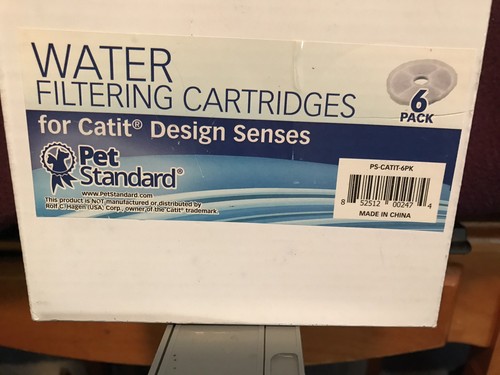 WATER
FILTERING CARTRIDGES
6
PACK
for Catit® Design Senses
Pet
Standard®
www.PetStandard.com
This product is NOT manufactured or distributed by
Rolf C. Hagen (USA) Corp., owner of the Catit® trademark.
PS-CATIT-6PK
8 52512 00247 4
MADE IN CHINA